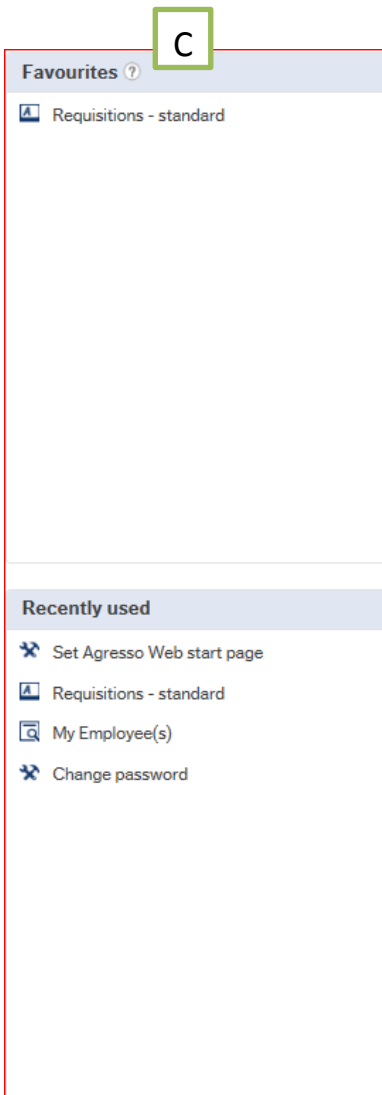 C
Favourites ?
Requisitions - standard
Recently used
Set Agresso Web start page
Requisitions - standard
My Employee(s)
Change password